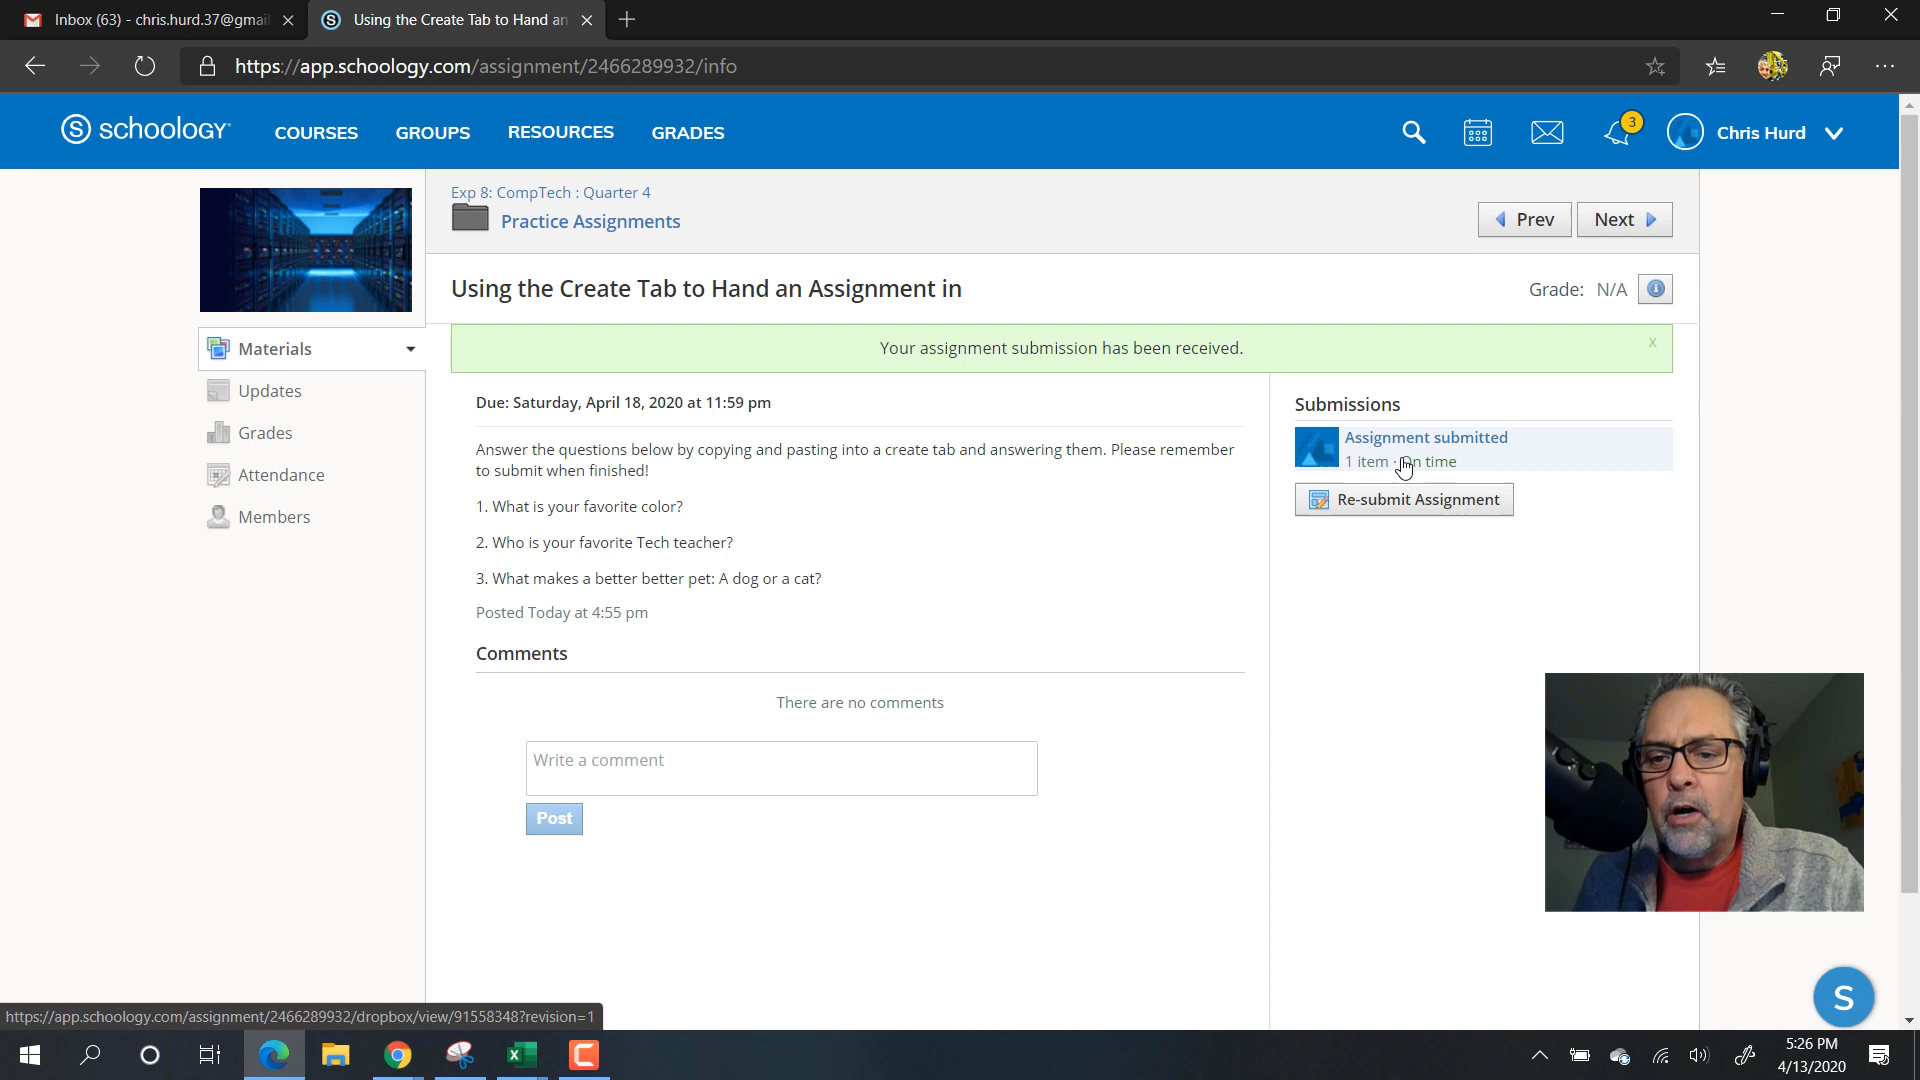 Inbox (63) - chris.hurd.37@gmai
Using the Create Tab to Hand an
https://app.schoology.com/assignment/2466289932/info
schoology
COURSES
GROUPS
RESOURCES
GRADES
3
Chris Hurd
Exp 8: CompTech : Quarter 4
Practice Assignments
Prev
Next
Using the Create Tab to Hand an Assignment in
Grade: N/A
Materials
Updates
Grades
Attendance
Members
Your assignment submission has been received.
x
Due: Saturday, April 18, 2020 at 11:59 pm
Answer the questions below by copying and pasting into a create tab and answering them. Please remember
to submit when finished!
1. What is your favorite color?
2. Who is your favorite Tech teacher?
3. What makes a better better pet: A dog or a cat?
Posted Today at 4:55 pm
Comments
There are no comments
Write a comment
Post
Submissions
Assignment submitted
1 item · On time
Re-submit Assignment
S
https://app.schoology.com/assignment/2466289932/dropbox/view/91558348?revision=1
5:26 PM
4/13/2020